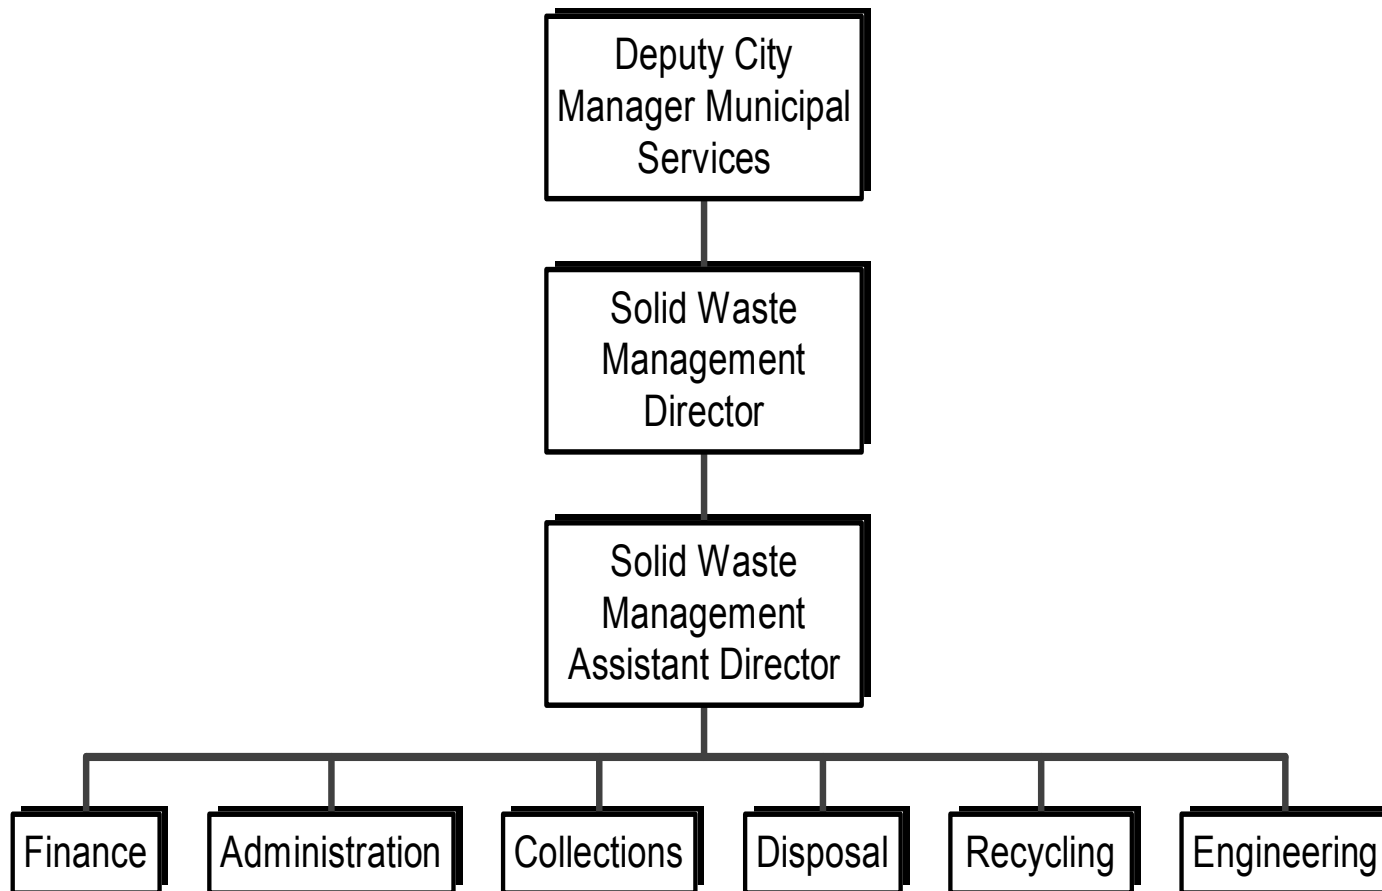 Deputy City
Manager Municipal
Services
Solid Waste
Management
Director
Solid Waste
Management
Assistant Director
Finance
Administration
Collections
Disposal
Recycling
Engineering